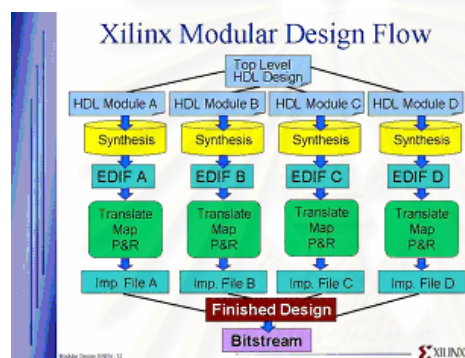 Xilinx Modular Design Flow
Top Level
HDL Design
HDL Module A
HDL Module B
HDL Module C
HDL Module D
Synthesis
Synthesis
Synthesis
Synthesis
EDIF A
EDIF B
EDIF C
EDIF D
Translate
Map
P&R
Translate
Map
P&R
Translate
Map
P&R
Translate
Map
P&R
Imp. File A
Imp. File B
Imp. File C
Imp. File D
Finished Design
Bitstream
XILINX